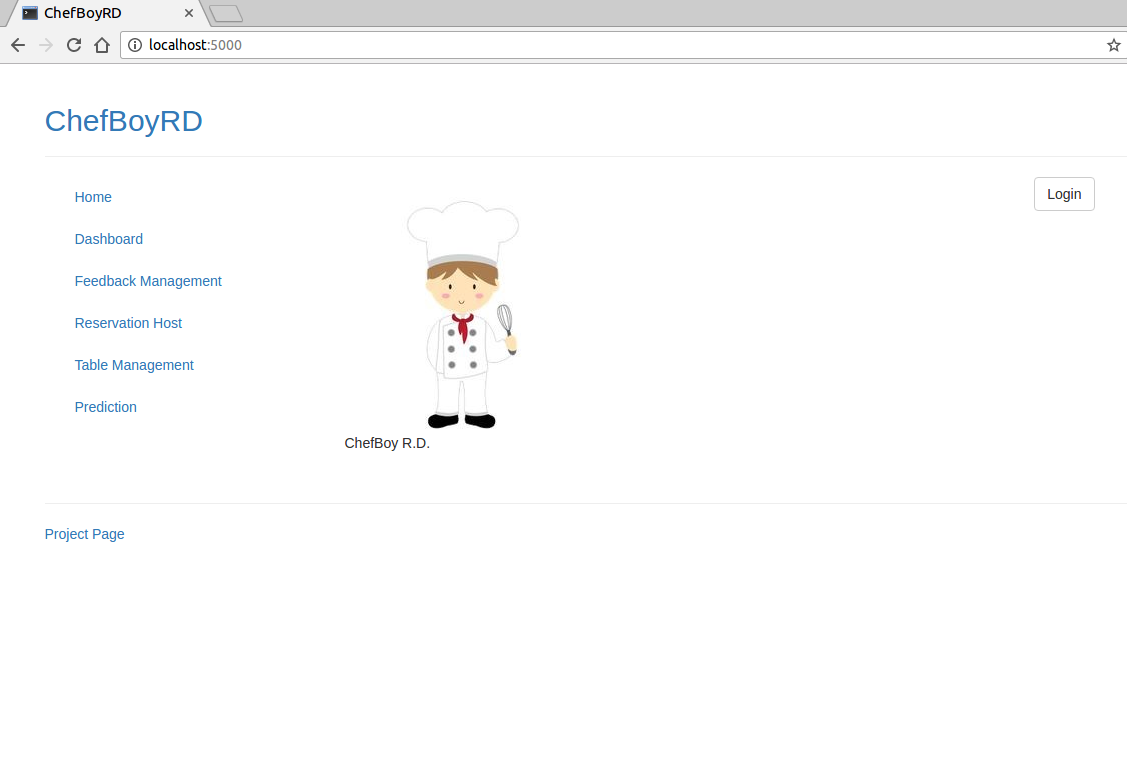 ChefBoyRD
localhost:5000
ChefBoyRD
Home
Login
Dashboard
Feedback Management
Reservation Host
Table Management
Prediction
ChefBoy R.D.
Project Page